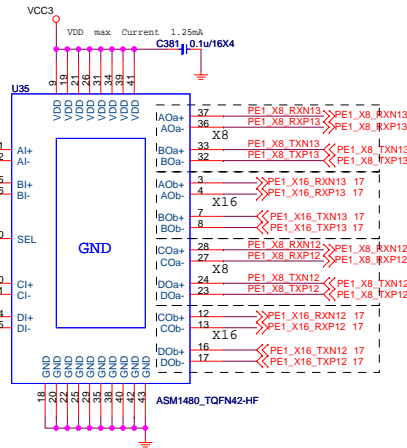 VCC3
VDD max Current 1.25mA
C381 0.1u/16X4
U35
9 19 21 26 31 34 39 41
VDD VDD VDD VDD VDD VDD VDD VDD
AOa+ 37 PE1_X8_RXN13 PE1_X8_RXN13
AOa- 36 PE1_X8_RXP13 PE1_X8_RXP13
X8
AI+ BOa+ 33 PE1_X8_TXN13 PE1_X8_TXN13
AI- BOa- 32 PE1_X8_TXP13 PE1_X8_TXP13
BI+ AOb+ 3 PE1_X16_RXN13 17
BI- AOb- 4 PE1_X16_RXP13 17
X16
BOb+ 7 PE1_X16_TXN13 17
BOb- 8 PE1_X16_TXP13 17
SEL
GND
COa+ 28 PE1_X8_RXN12 PE1_X8_RXN12
COa- 27 PE1_X8_RXP12 PE1_X8_RXP12
X8
CI+ DOa+ 24 PE1_X8_TXN12 PE1_X8_TXN12
CI- DOa- 23 PE1_X8_TXP12 PE1_X8_TXP12
DI+ COb+ 12 PE1_X16_RXN12 17
DI- COb- 13 PE1_X16_RXP12 17
X16
DOb+ 16 PE1_X16_TXN12 17
DOb- 17 PE1_X16_TXP12 17
GND GND GND GND GND GND GND GND GND GND
18 20 22 25 29 35 38 40 42 43
ASM1480_TQFN42-HF